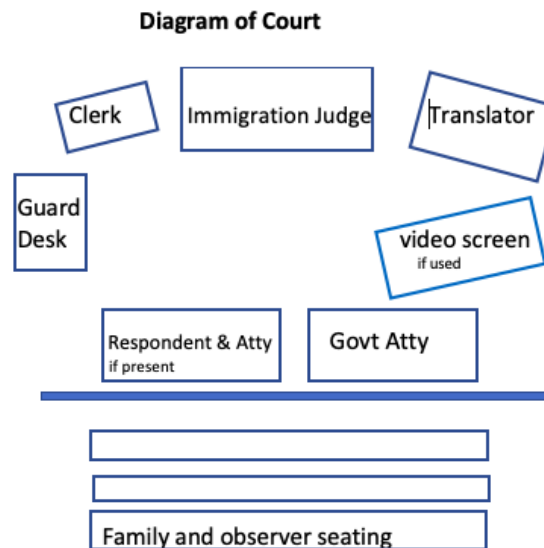 Diagram of Court
Clerk
Immigration Judge
Translator
Guard
Desk
video screen
if used
Respondent & Atty
if present
Govt Atty
Family and observer seating